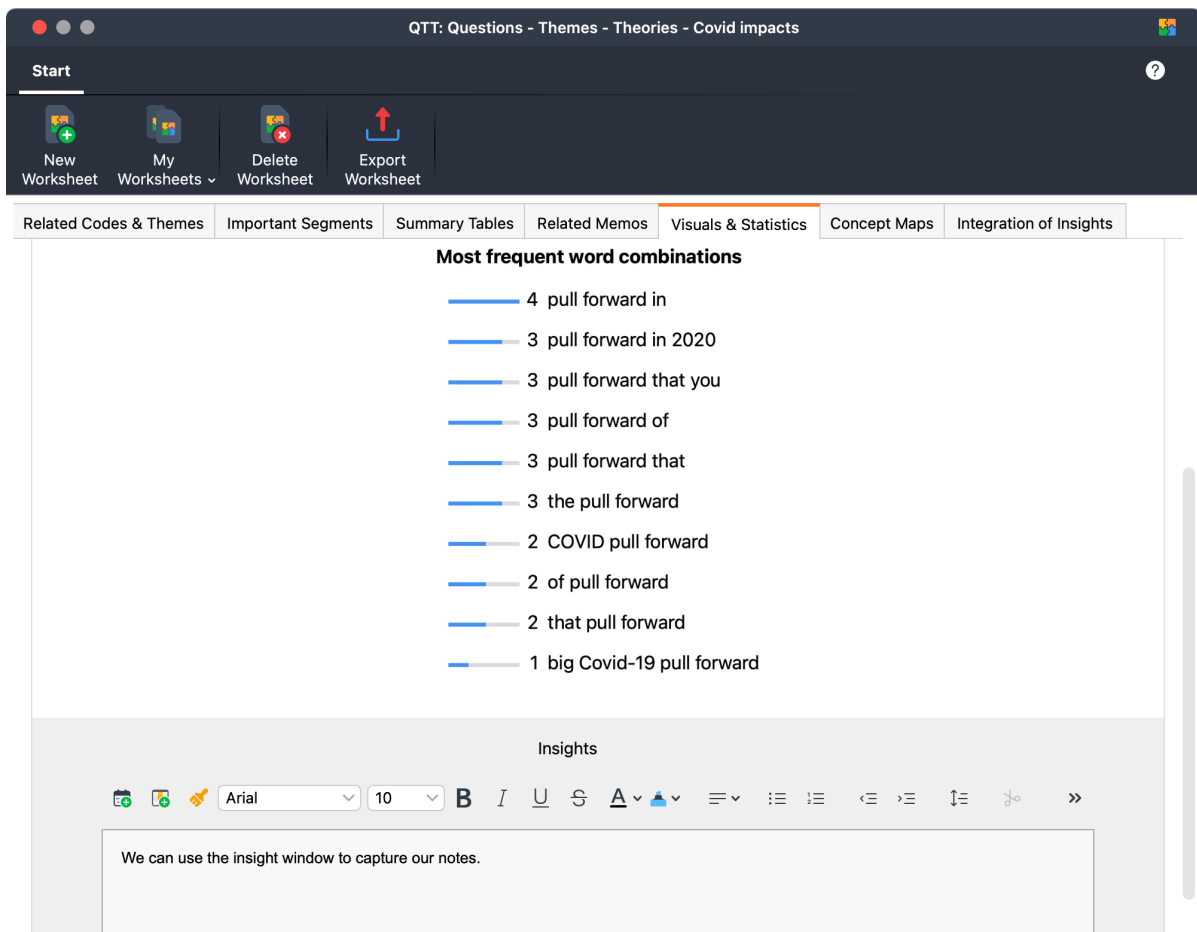 QTT: Questions - Themes - Theories - Covid impacts
Start
?
New Worksheet
My Worksheets
Delete Worksheet
Export Worksheet
Related Codes & Themes
Important Segments
Summary Tables
Related Memos
Visuals & Statistics
Concept Maps
Integration of Insights
Most frequent word combinations
4 pull forward in
3 pull forward in 2020
3 pull forward that you
3 pull forward of
3 pull forward that
3 the pull forward
2 COVID pull forward
2 of pull forward
2 that pull forward
1 big Covid-19 pull forward
Insights
Arial 10 B I U S A
We can use the insight window to capture our notes.